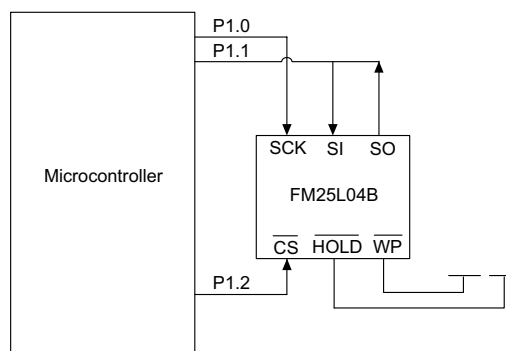 P1.0
P1.1
SCK SI SO
Microcontroller
FM25L04B
CS HOLD WP
P1.2